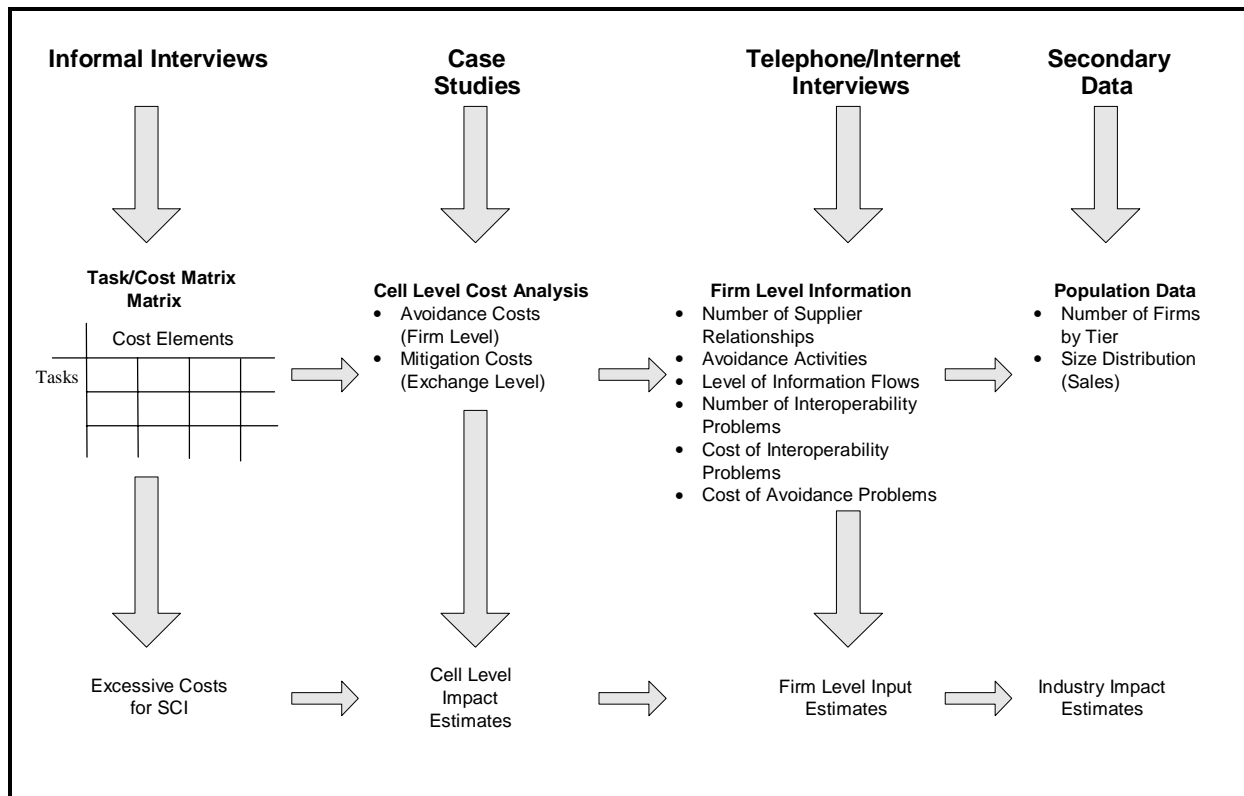 Informal Interviews
Case
Studies
Telephone/Internet
Interviews
Secondary
Data
Task/Cost Matrix
Matrix
Cost Elements
Tasks
Cell Level Cost Analysis
• Avoidance Costs
(Firm Level)
• Mitigation Costs
(Exchange Level)
Firm Level Information
• Number of Supplier
Relationships
• Avoidance Activities
• Level of Information Flows
• Number of Interoperability
Problems
• Cost of Interoperability
Problems
• Cost of Avoidance Problems
Population Data
• Number of Firms
by Tier
• Size Distribution
(Sales)
Excessive Costs
for SCI
Cell Level
Impact
Estimates
Firm Level Input
Estimates
Industry Impact
Estimates